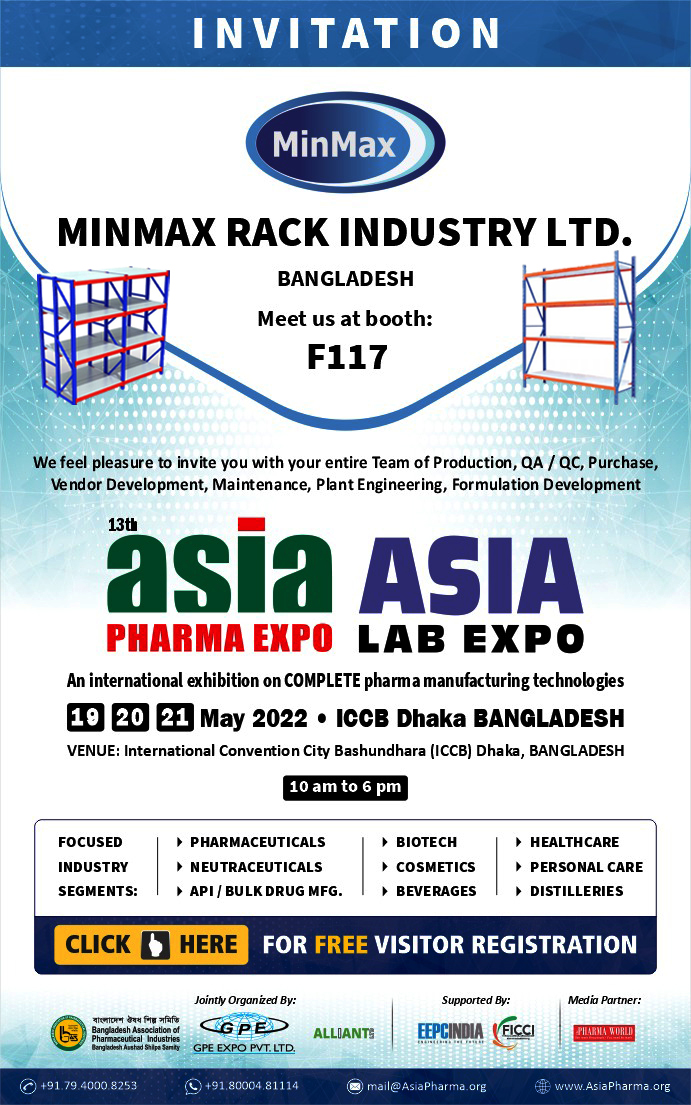 INVITATION
MinMax
MINMAX RACK INDUSTRY LTD.
BANGLADESH
Meet us at booth:
F117
We feel pleasure to invite you with your entire Team of Production, QA / QC, Purchase,
Vendor Development, Maintenance, Plant Engineering, Formulation Development
13th
asia
PHARMA EXPO
ASIA
LAB EXPO
An international exhibition on COMPLETE pharma manufacturing technologies
19 20 21 May 2022 • ICCB Dhaka BANGLADESH
VENUE: International Convention City Bashundhara (ICCB) Dhaka, BANGLADESH
10 am to 6 pm
FOCUSED
INDUSTRY
SEGMENTS:
PHARMACEUTICALS
NEUTRACEUTICALS
API / BULK DRUG MFG.
BIOTECH
COSMETICS
BEVERAGES
HEALTHCARE
PERSONAL CARE
DISTILLERIES
CLICK HERE FOR FREE VISITOR REGISTRATION
Jointly Organized By:
বাংলাদেশ ঔষধ শিল্প সমিতি
Bangladesh Association of
Pharmaceutical Industries
Bangladesh Aushad Shilpa Samity
GPE
GPE EXPO PVT. LTD.
ALLIANT
Supported By:
EEPCINDIA
ENGINEERING THE FUTURE
FICCI
Media Partner:
PHARMA WORLD
+91.79.4000.8253
+91.80004.81114
mail@AsiaPharma.org
www.AsiaPharma.org